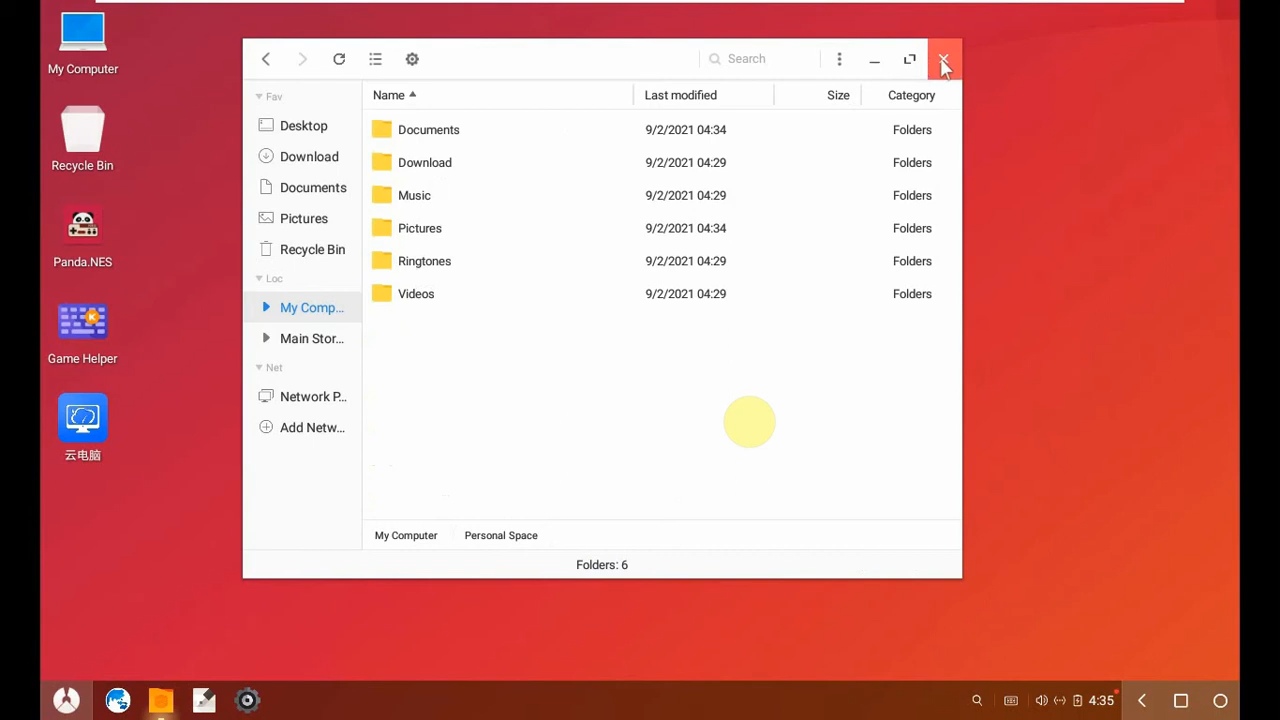 My Computer
Recycle Bin
Panda.NES
Game Helper
云电脑
Search
Name
Last modified
Size
Category
Fav
Desktop
Download
Documents
Pictures
Recycle Bin
Loc
My Comp...
Main Stor...
Net
Network P...
Add Netw...
Documents 9/2/2021 04:34 Folders
Download 9/2/2021 04:29 Folders
Music 9/2/2021 04:29 Folders
Pictures 9/2/2021 04:34 Folders
Ringtones 9/2/2021 04:29 Folders
Videos 9/2/2021 04:29 Folders
My Computer Personal Space
Folders: 6
4:35